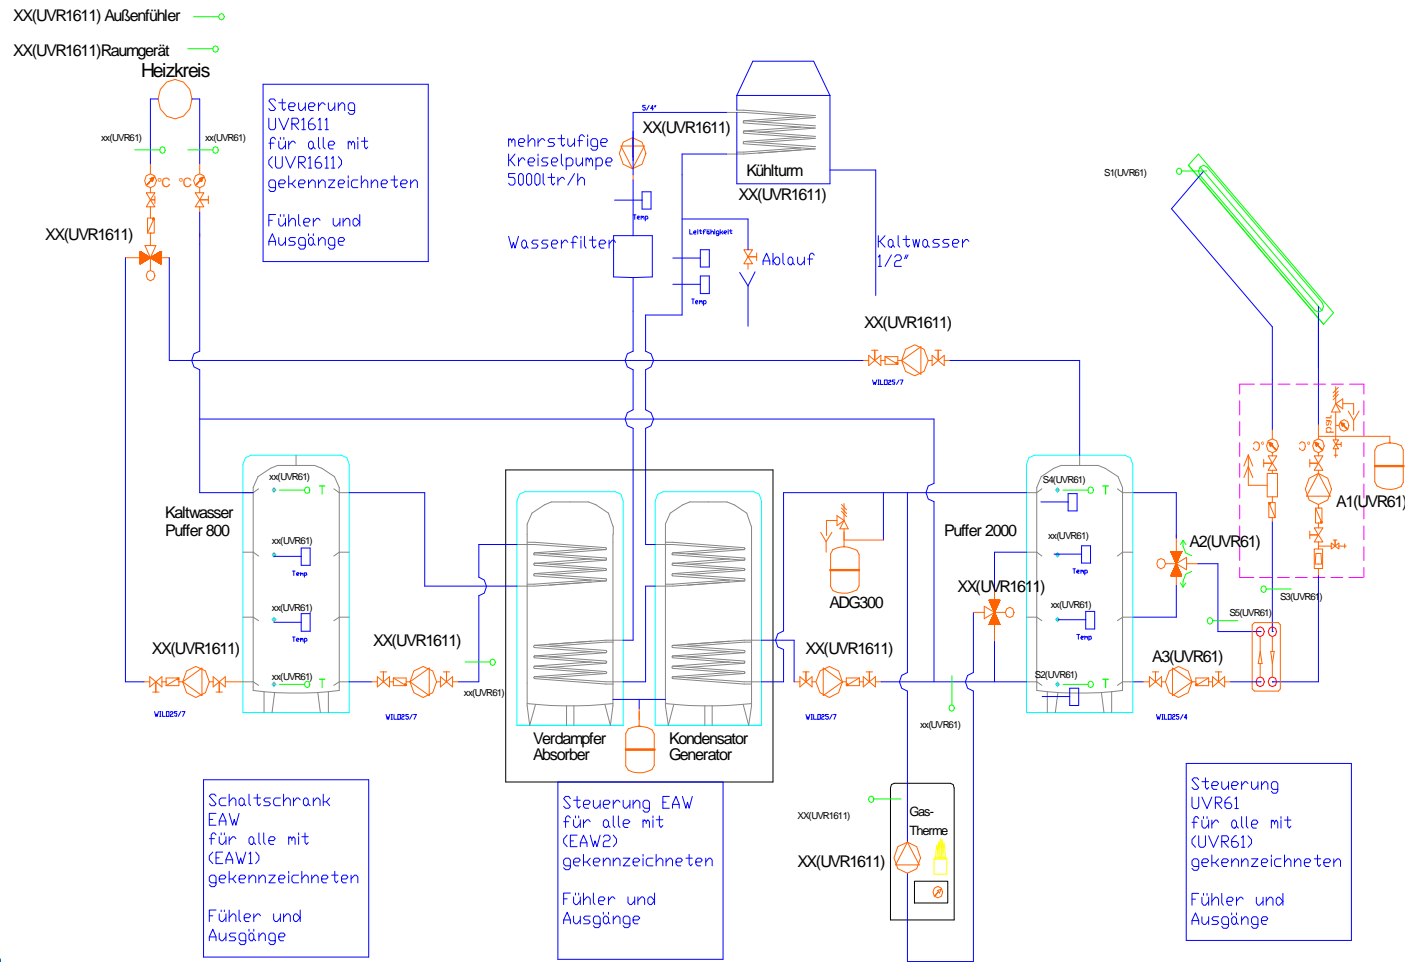 XX(UVR1611) Außenfühler
XX(UVR1611)Raumgerät
Heizkreis
xx(UVR61)
xx(UVR61)
°C
°C
XX(UVR1611)
Steuerung
UVR1611
für alle mit
(UVR1611)
gekennzeichneten
Fühler und
Ausgänge
5/4"
XX(UVR1611)
mehrstufige
Kreiselpumpe
5000ltr/h
Temp
Wasserfilter
Kühlturm
XX(UVR1611)
Leitfähigkeit
Temp
Ablauf
Kaltwasser
1/2"
XX(UVR1611)
WILO25/7
S1(UVR61)
°C
°C
A1(UVR61)
Kaltwasser
Puffer 800
xx(UVR61)
T
xx(UVR61)
Temp
xx(UVR61)
Temp
xx(UVR61)
T
XX(UVR1611)
WILO25/7
XX(UVR1611)
WILO25/7
xx(UVR61)
Verdampfer
Absorber
Kondensator
Generator
ADG300
XX(UVR1611)
WILO25/7
Puffer 2000
XX(UVR1611)
xx(UVR61)
S4(UVR61)
T
xx(UVR61)
Temp
xx(UVR61)
Temp
S2(UVR61)
T
A2(UVR61)
S3(UVR61)
S5(UVR61)
A3(UVR61)
WILO25/4
Schaltschrank
EAW
für alle mit
(EAW1)
gekennzeichneten
Fühler und
Ausgänge
Steuerung EAW
für alle mit
(EAW2)
gekennzeichneten
Fühler und
Ausgänge
XX(UVR1611)
XX(UVR1611)
Gas-
Therme
Steuerung
UVR61
für alle mit
(UVR61)
gekennzeichneten
Fühler und
Ausgänge